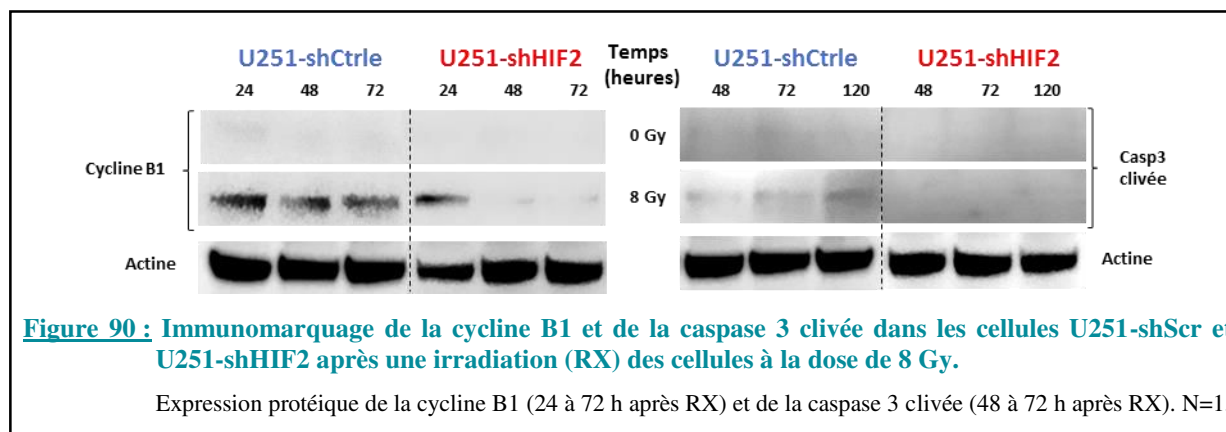 U251-shCtrle U251-shHIF2 Temps (heures) U251-shCtrle U251-shHIF2
24 48 72 24 48 72 48 72 120 48 72 120
Cycline B1 0 Gy Casp3 clivée
8 Gy
Actine Actine
Figure 90 : Immunomarquage de la cycline B1 et de la caspase 3 clivée dans les cellules U251-shScr et
U251-shHIF2 après une irradiation (RX) des cellules à la dose de 8 Gy.
Expression protéique de la cycline B1 (24 à 72 h après RX) et de la caspase 3 clivée (48 à 72 h après RX). N=1